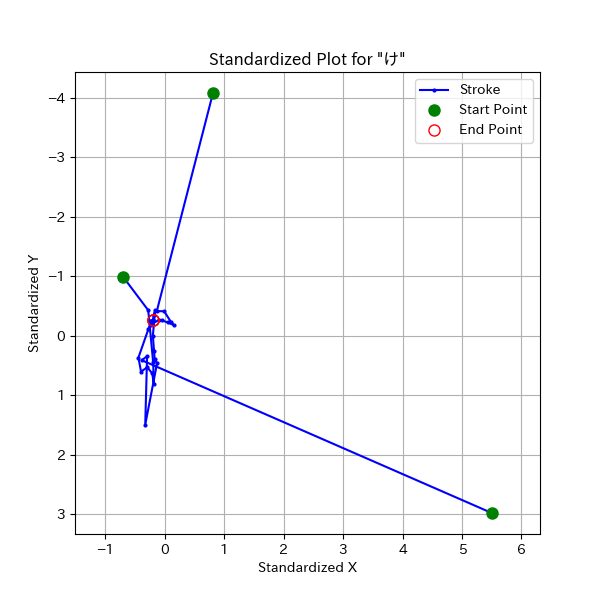 Standardized Plot for "け"
Stroke
Start Point
End Point
Standardized Y
−4
−3
−2
−1
0
1
2
3
−1 0 1 2 3 4 5 6
Standardized X